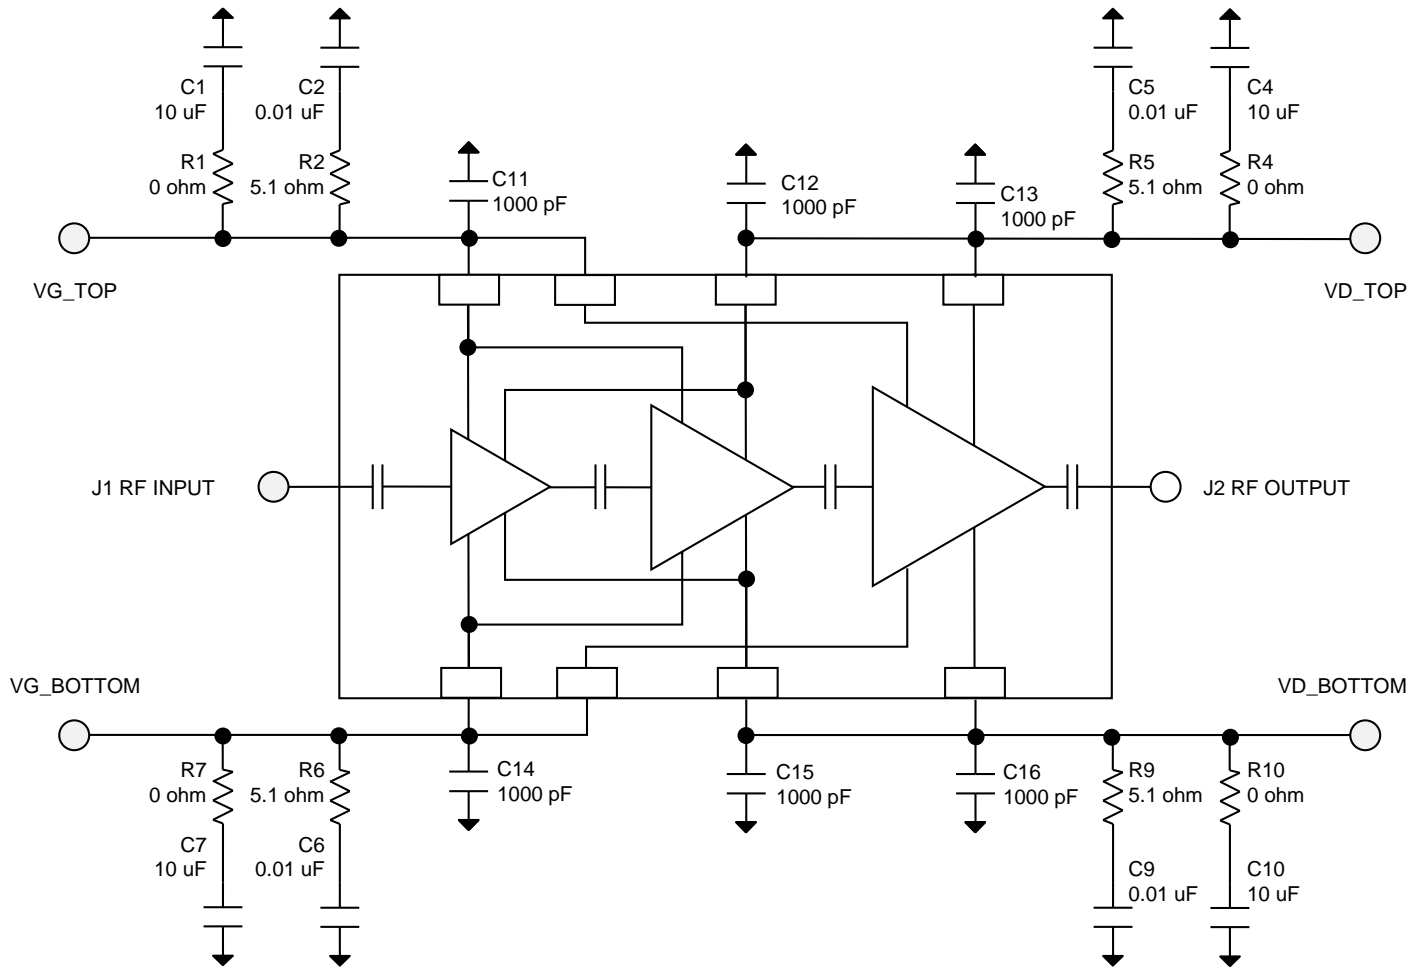 C1
10 uF
C2
0.01 uF
C5
0.01 uF
C4
10 uF
R1
0 ohm
R2
5.1 ohm
C11
1000 pF
C12
1000 pF
C13
1000 pF
R5
5.1 ohm
R4
0 ohm
VG_TOP
VD_TOP
J1 RF INPUT
J2 RF OUTPUT
VG_BOTTOM
VD_BOTTOM
R7
0 ohm
R6
5.1 ohm
C14
1000 pF
C15
1000 pF
C16
1000 pF
R9
5.1 ohm
R10
0 ohm
C7
10 uF
C6
0.01 uF
C9
0.01 uF
C10
10 uF